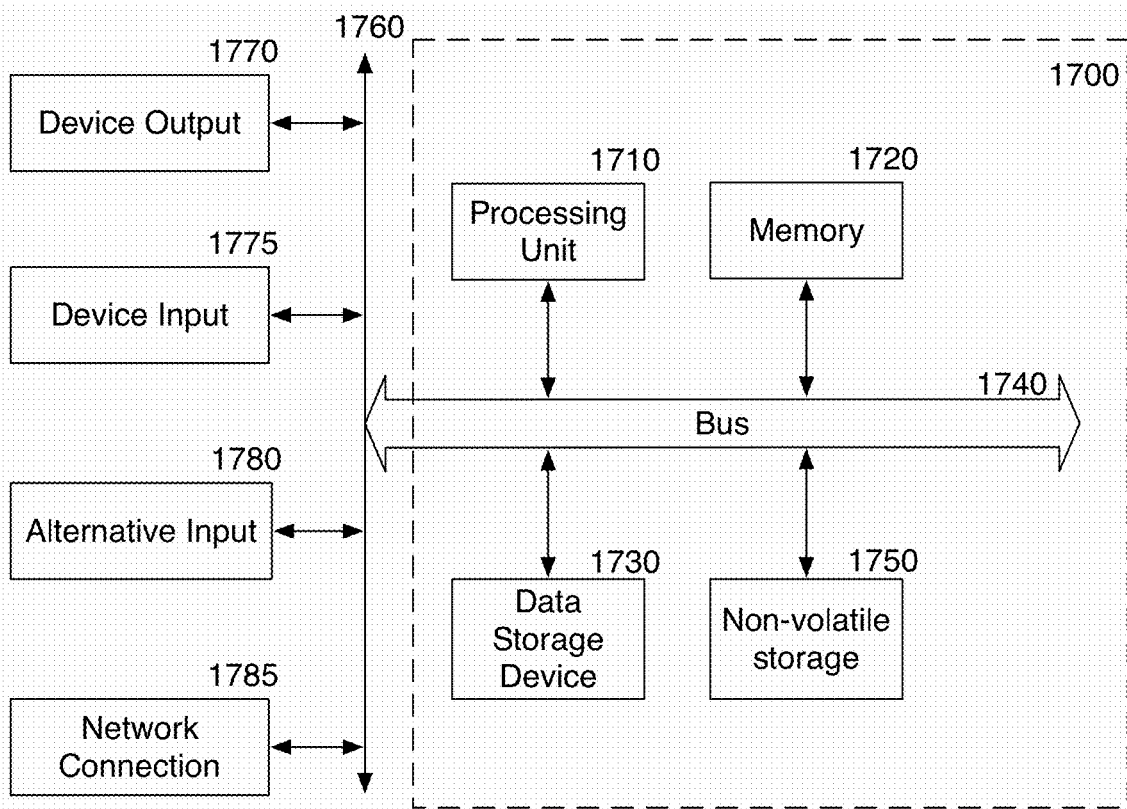 1760
1770
1700
Device Output
1710
1720
Processing
Unit
Memory
1775
Device Input
1740
Bus
1780
Alternative Input
1730
1750
Data
Storage
Device
Non-volatile
storage
1785
Network
Connection